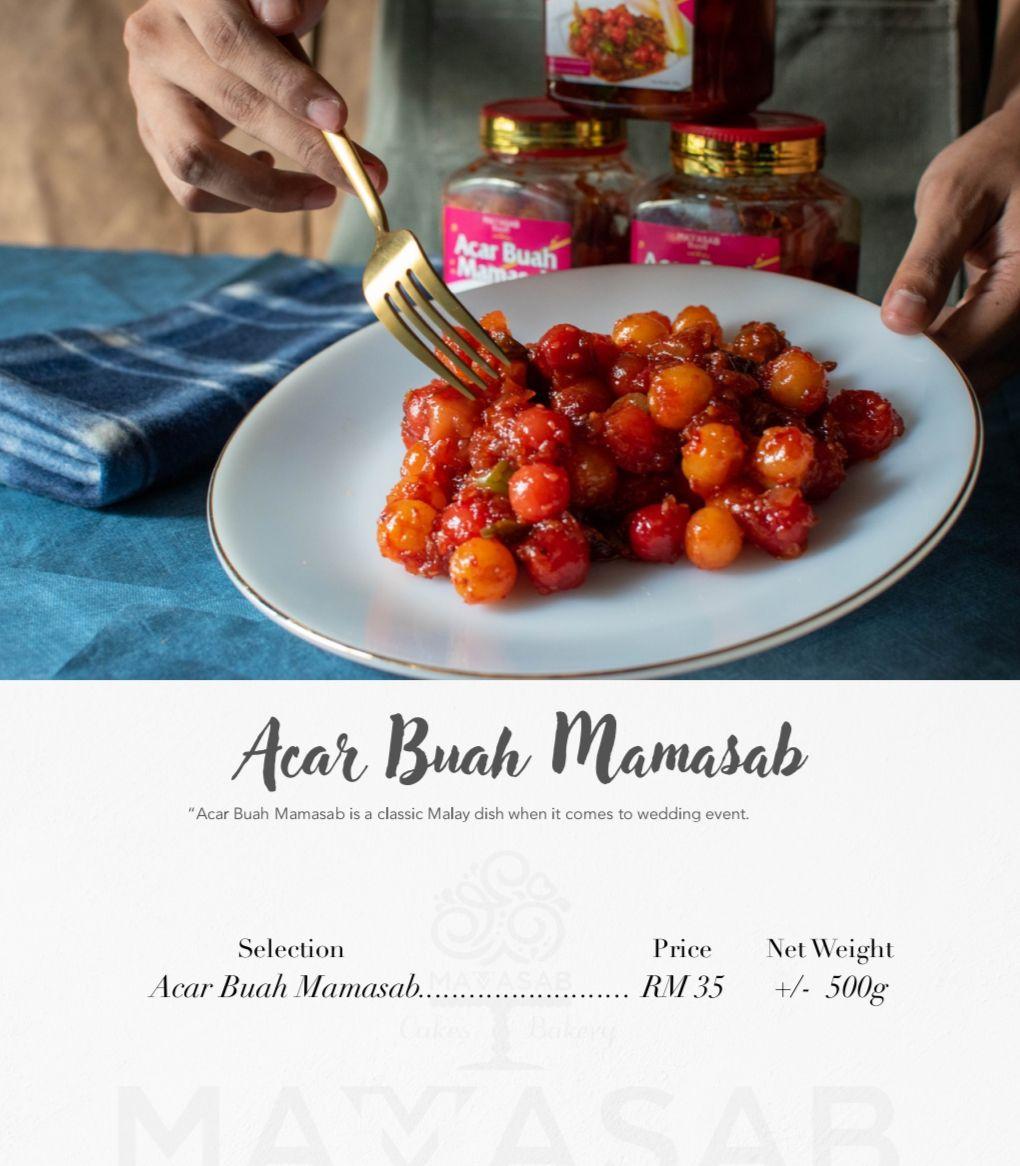 MAMASAB
Acar Buah
Acar Buah Mamasab
“Acar Buah Mamasab is a classic Malay dish when it comes to wedding event.
Selection Price Net Weight
Acar Buah Mamasab........................ RM 35 +/- 500g
MAMASAB
Cakes & Bakery
MAMASAB